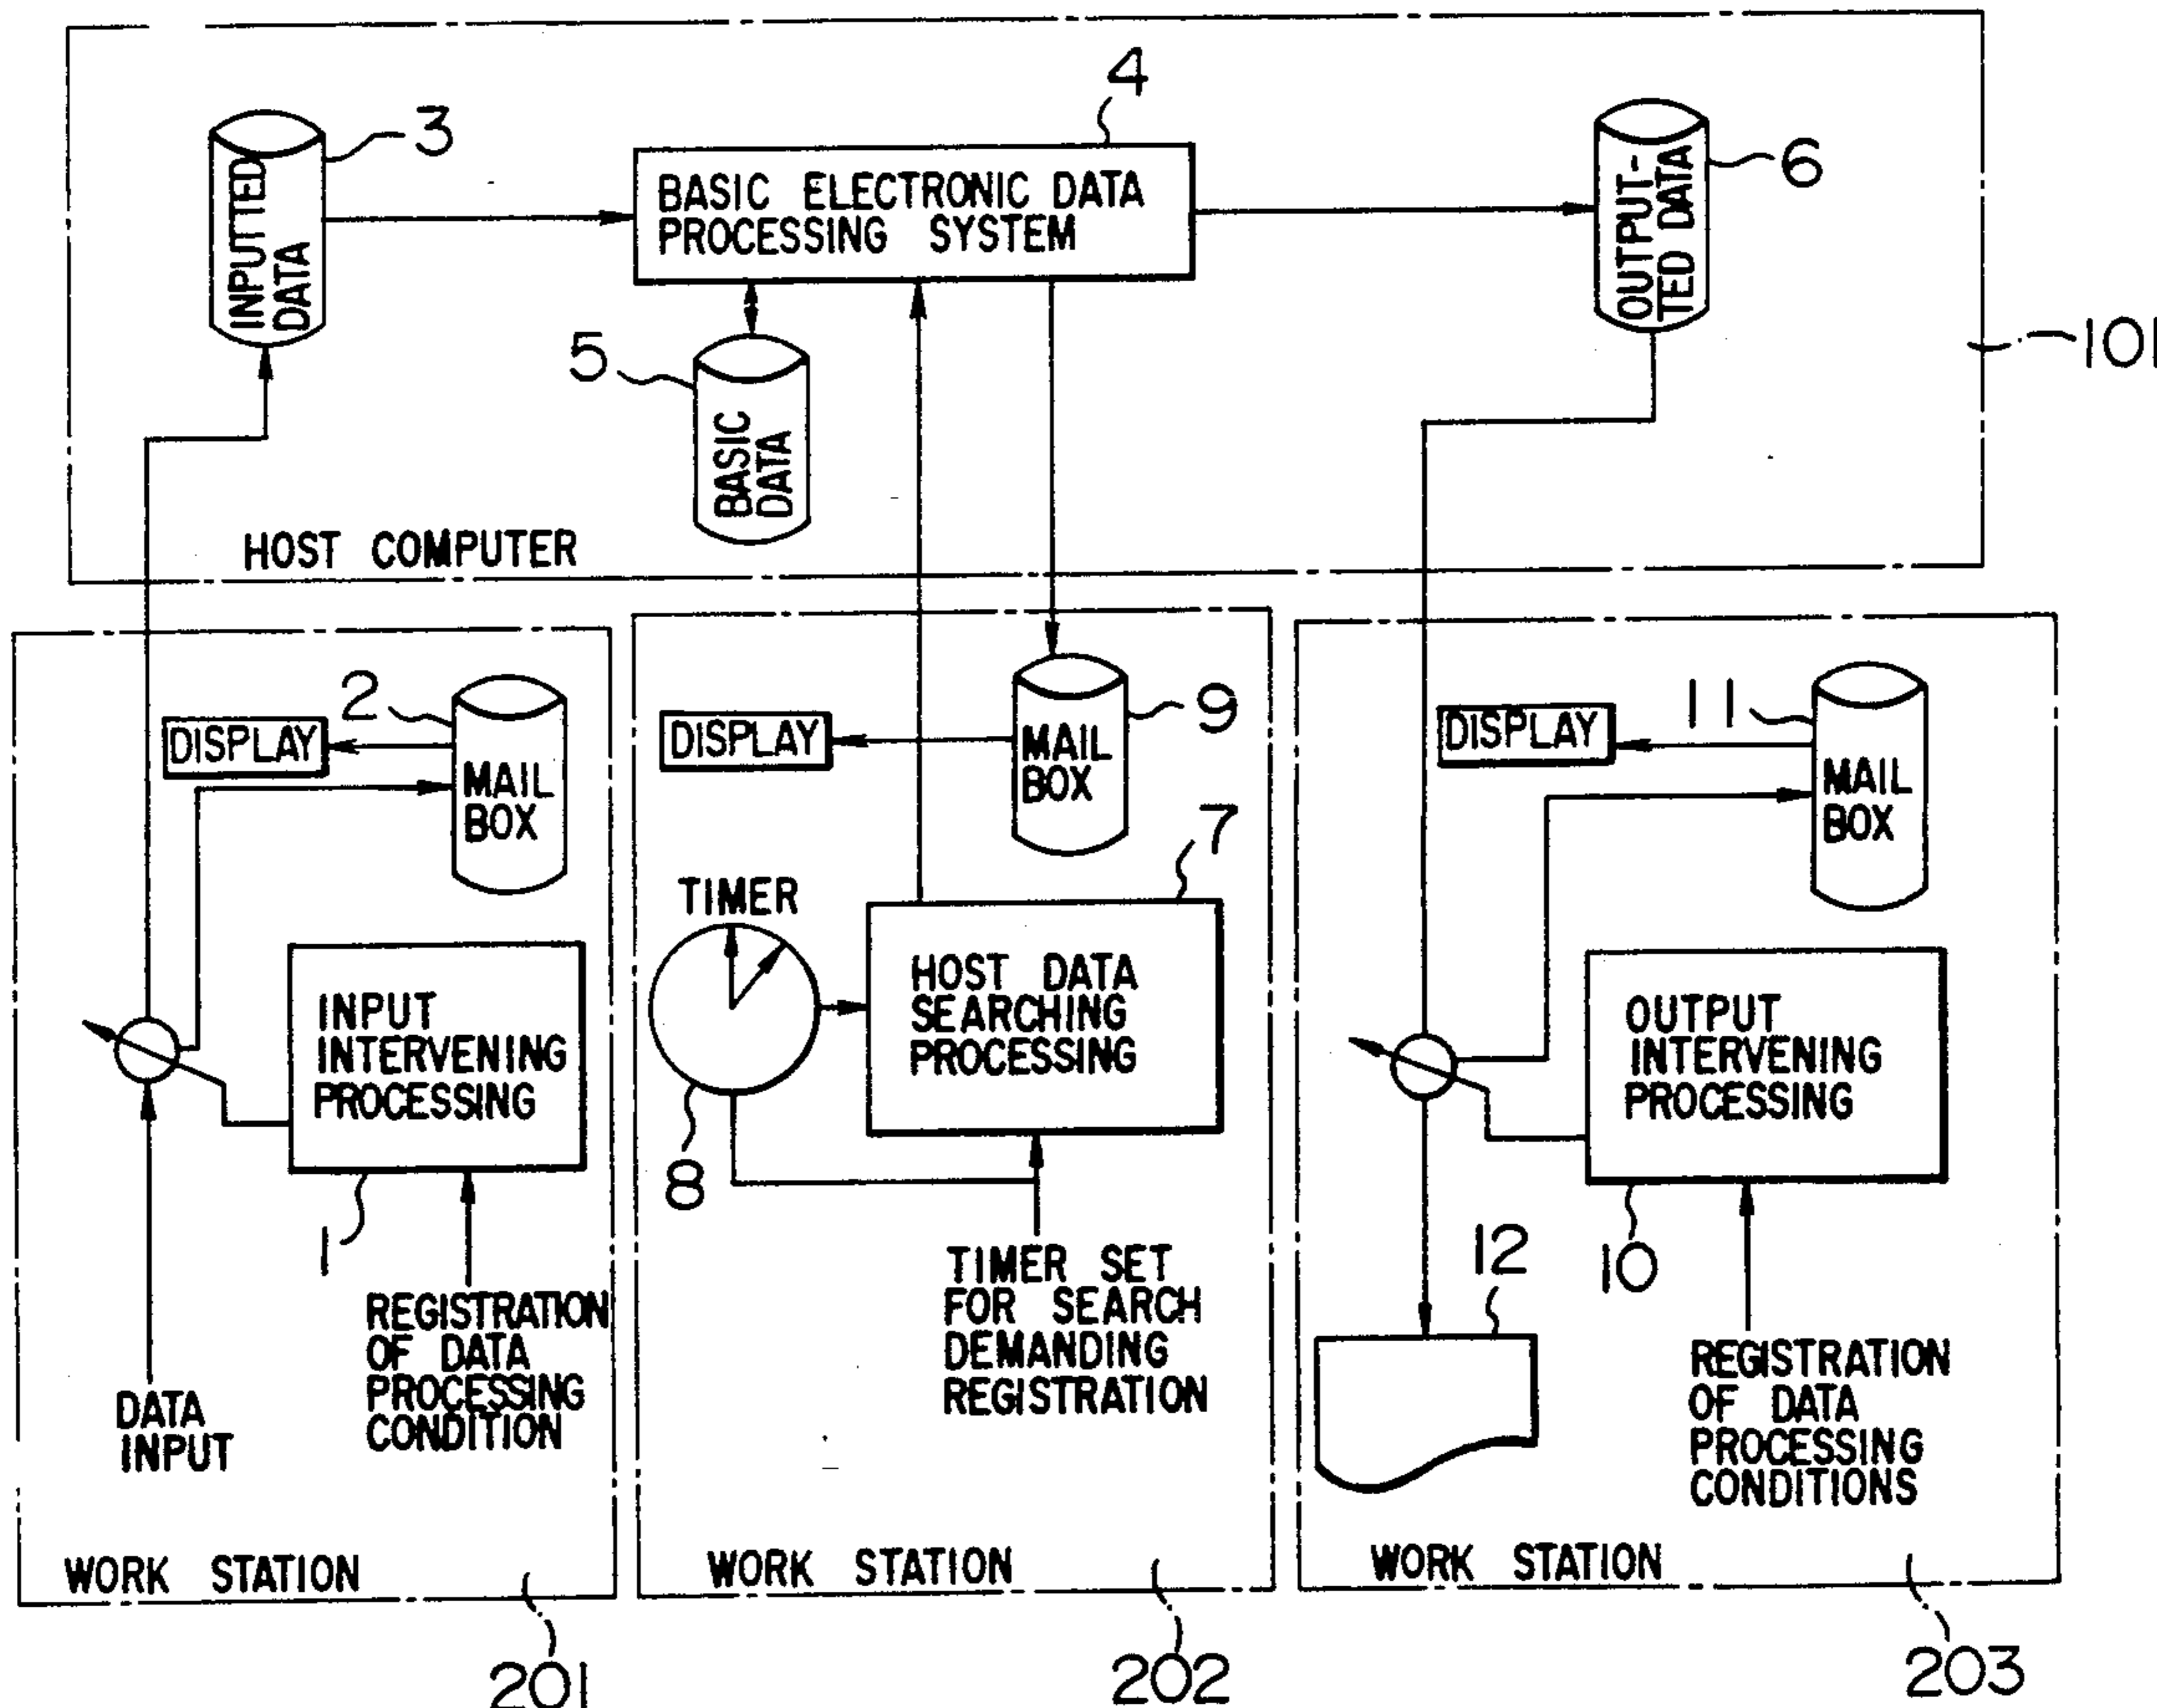 4
3
6
BASIC ELECTRONIC DATA
PROCESSING SYSTEM
INPUTTED
DATA
OUTPUT-
TED DATA
101
5
BASIC
DATA
HOST COMPUTER
2
DISPLAY
MAIL
BOX
INPUT
INTERVENING
PROCESSING
1
REGISTRATION
OF DATA
PROCESSING
CONDITION
DATA
INPUT
WORK STATION
201
9
DISPLAY
MAIL
BOX
7
TIMER
HOST DATA
SEARCHING
PROCESSING
8
TIMER SET
FOR SEARCH
DEMANDING
REGISTRATION
WORK STATION
202
11
DISPLAY
MAIL
BOX
OUTPUT
INTERVENING
PROCESSING
10
12
REGISTRATION
OF DATA
PROCESSING
CONDITIONS
WORK STATION
203